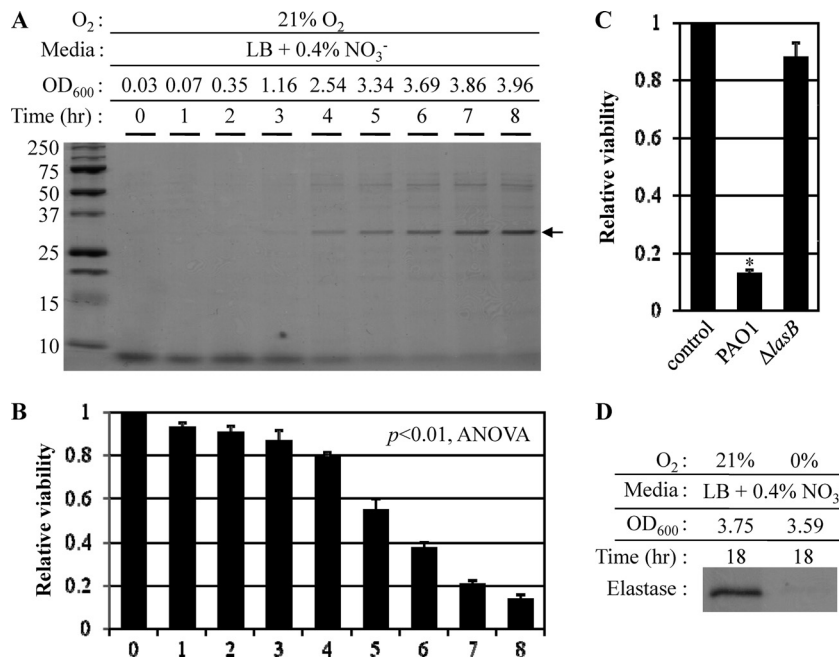 A
O2 : 21% O2
Media : LB + 0.4% NO3-
OD600 : 0.03 0.07 0.35 1.16 2.54 3.34 3.69 3.86 3.96
Time (hr) : 0 1 2 3 4 5 6 7 8
250
75
50
37
25
15
10
B
Relative viability
1
0.8
0.6
0.4
0.2
0
p<0.01, ANOVA
0 1 2 3 4 5 6 7 8
C
Relative viability
1
0.8
0.6
0.4
0.2
0
*
control PAO1 ΔlasB
D
O2 : 21% 0%
Media : LB + 0.4% NO3
OD600 : 3.75 3.59
Time (hr) : 18 18
Elastase :